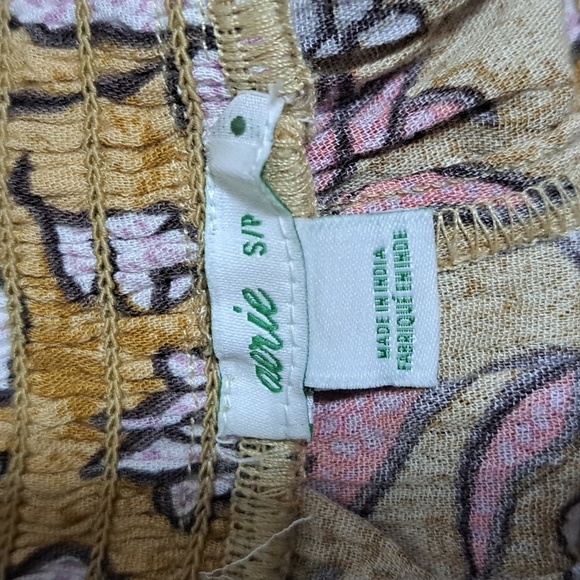 aerie S/P
MADE IN INDIA
FABRIQUÉ EN INDE